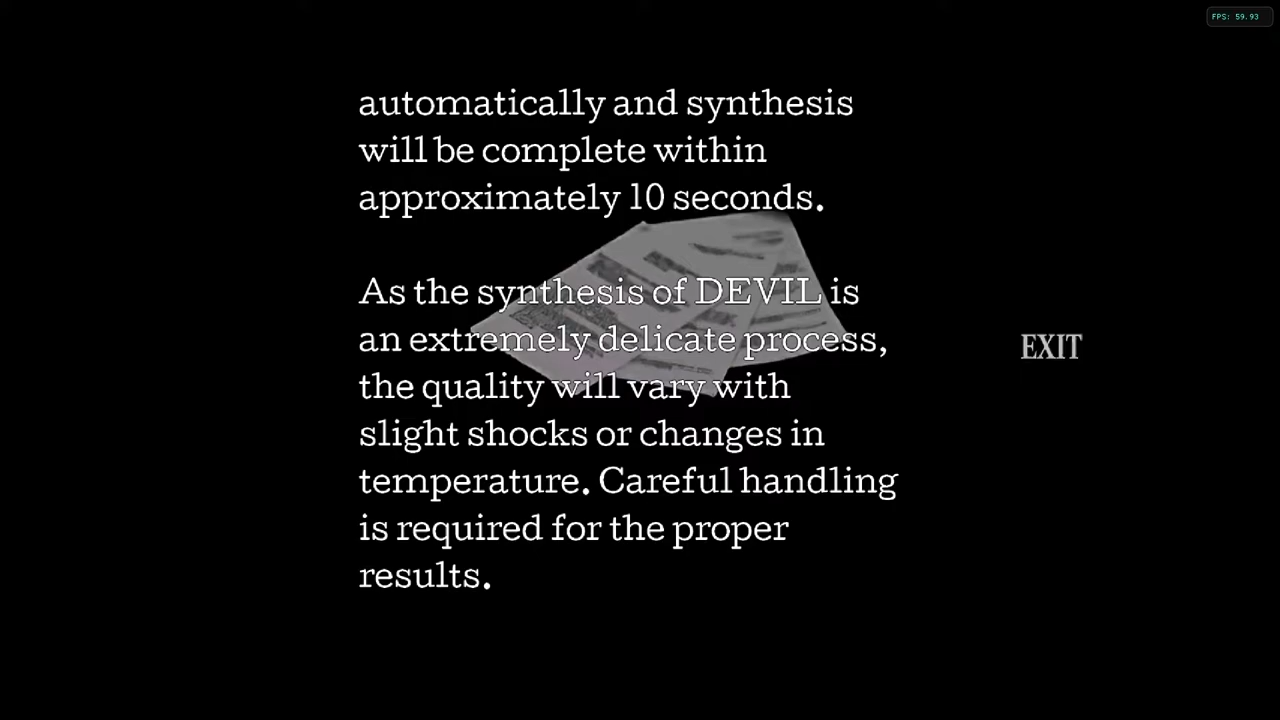 FPS: 59.93
automatically and synthesis
will be complete within
approximately 10 seconds.
As the synthesis of DEVIL is
an extremely delicate process,
EXIT
the quality will vary with
slight shocks or changes in
temperature. Careful handling
is required for the proper
results.